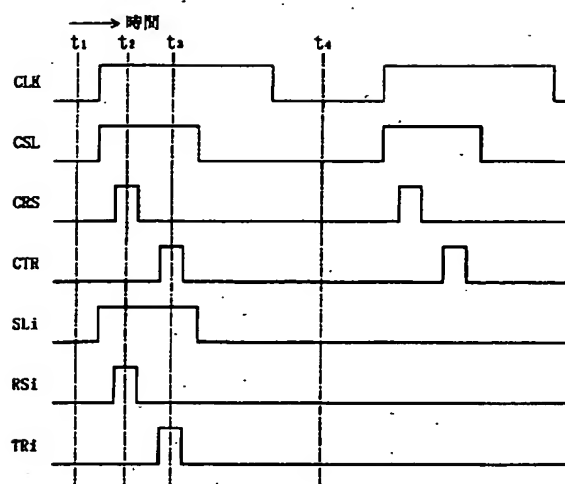 → 時間
t₁ t₂ t₃ t₄
CLK
CSL
CRS
CTR
SLi
RSi
TRi